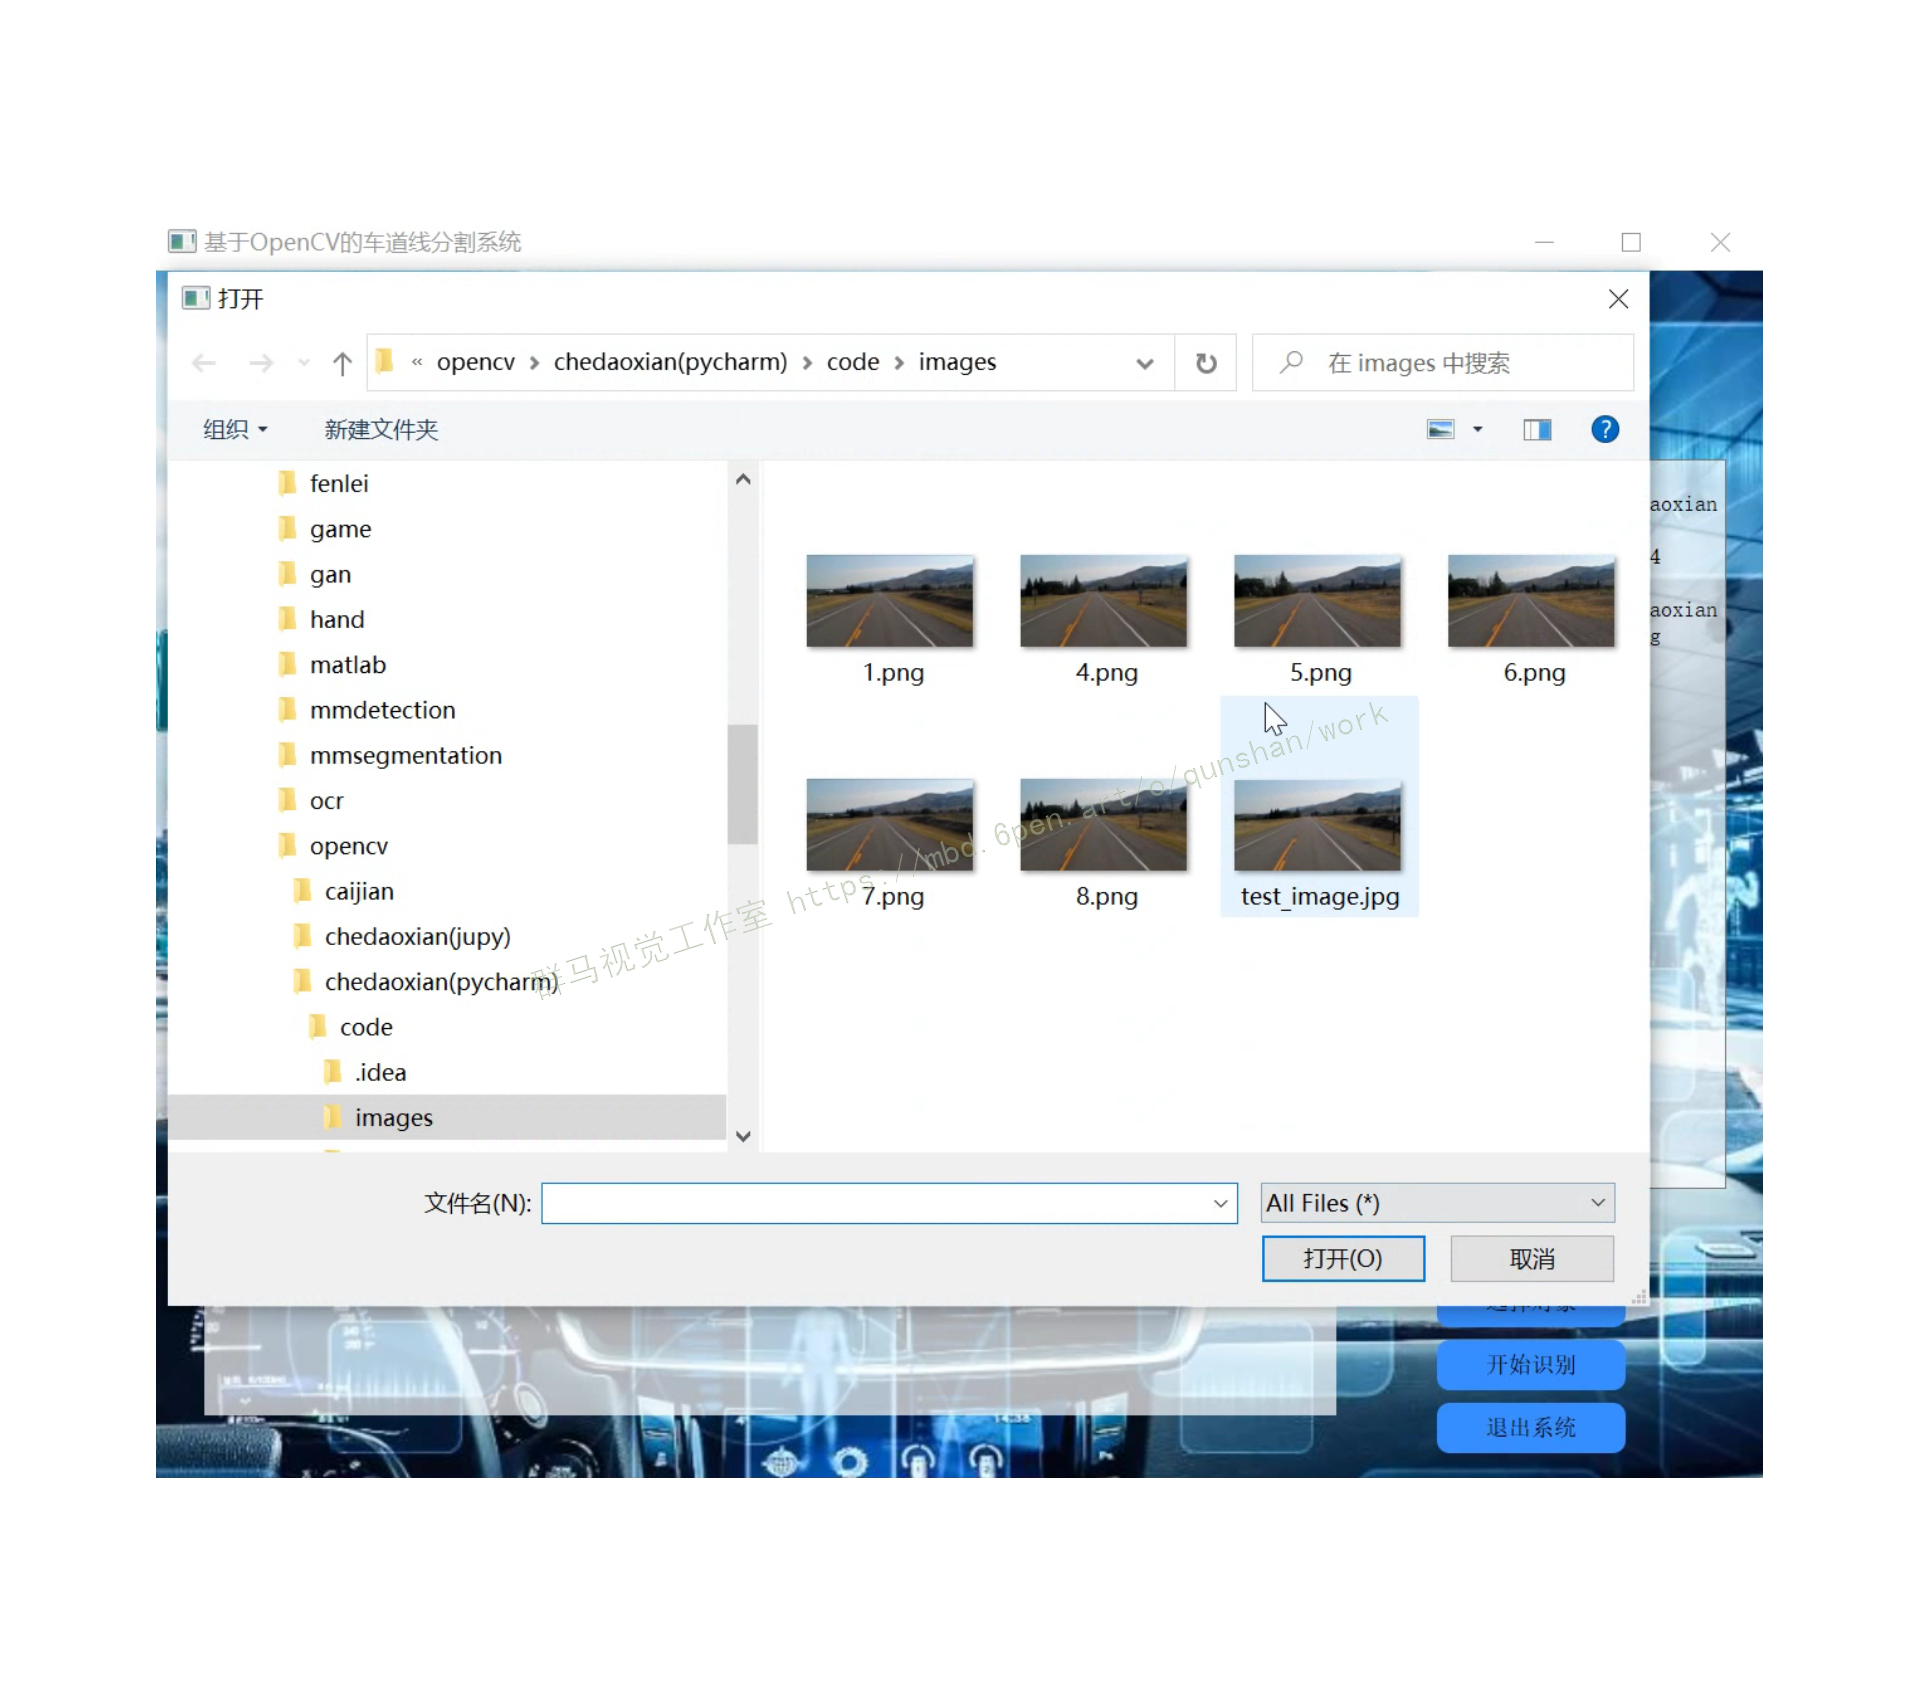 基于OpenCV的车道线分割系统
打开
« opencv > chedaoxian(pycharm) > code > images
在 images 中搜索
组织
新建文件夹
fenlei
game
gan
hand
matlab
mmdetection
mmsegmentation
ocr
opencv
caijian
chedaoxian(jupy)
chedaoxian(pycharm)
code
.idea
images
1.png
4.png
5.png
6.png
7.png
8.png
test_image.jpg
aoxian
4
aoxian
g
群马视觉工作室 https://mbd.6pen.art/o/qunshan/work
文件名(N):
All Files (*)
打开(O)
取消
开始识别
退出系统